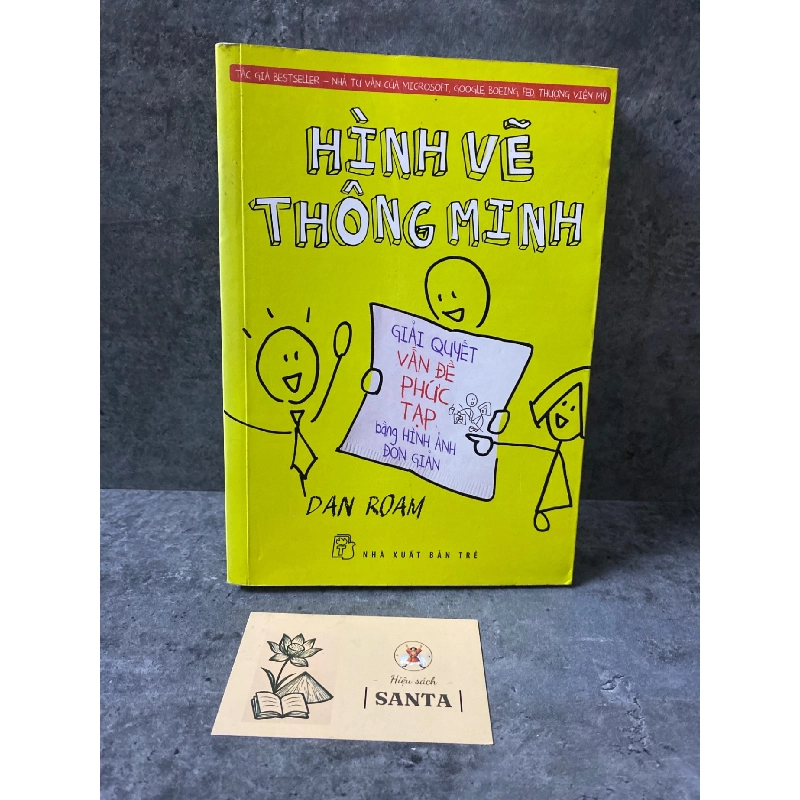 TÁC GIẢ BESTSELLER – NHÀ TƯ VẤN CỦA MICROSOFT, GOOGLE BOEING, FED, THƯỢNG VIỆN MỸ
HÌNH VẼ
THÔNG MINH
GIẢI QUYẾT
VẤN ĐỀ
PHỨC
TẠP
bằng HÌNH ẢNH
ĐƠN GIẢN
DAN ROAM
NHÀ XUẤT BẢN TRẺ
Hiệu sách
SANTA